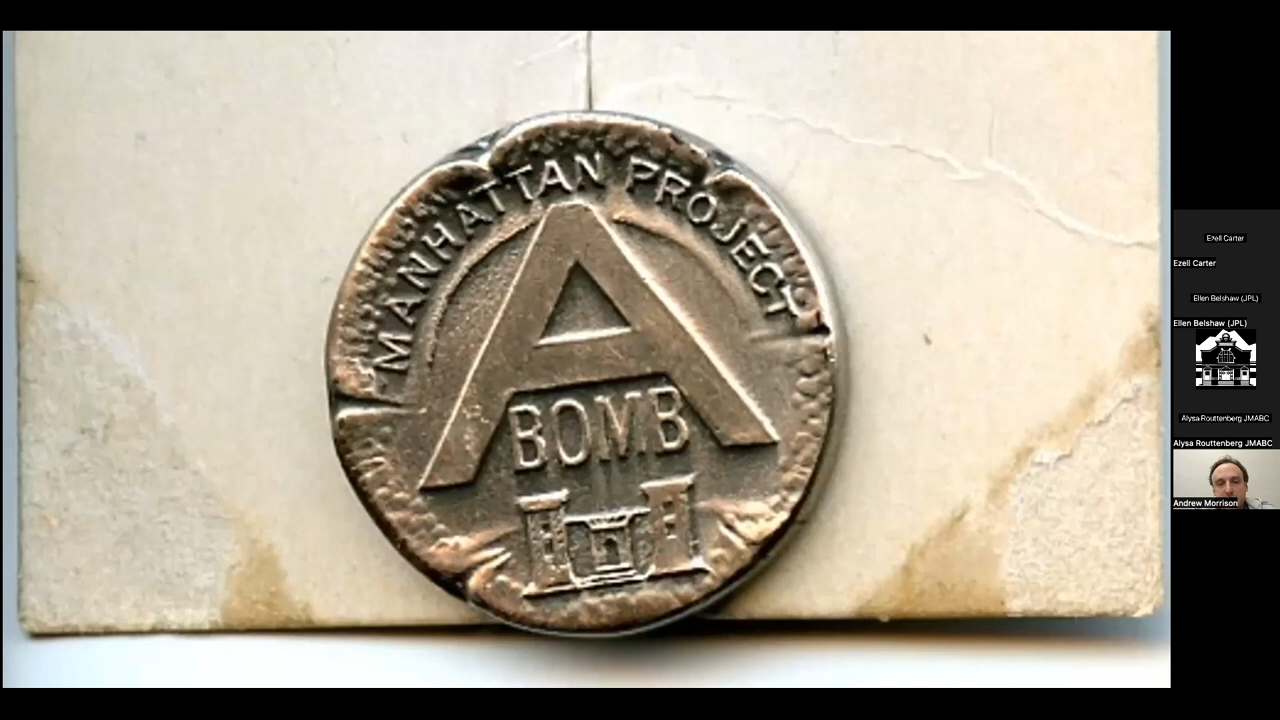 MANHATTAN PROJECT
A
BOMB
Ezell Carter
Ezell Carter
Ellen Belshaw (JPL)
Ellen Belshaw (JPL)
Alysa Routtenberg JMABC
Alysa Routtenberg JMABC
Andrew Morrison